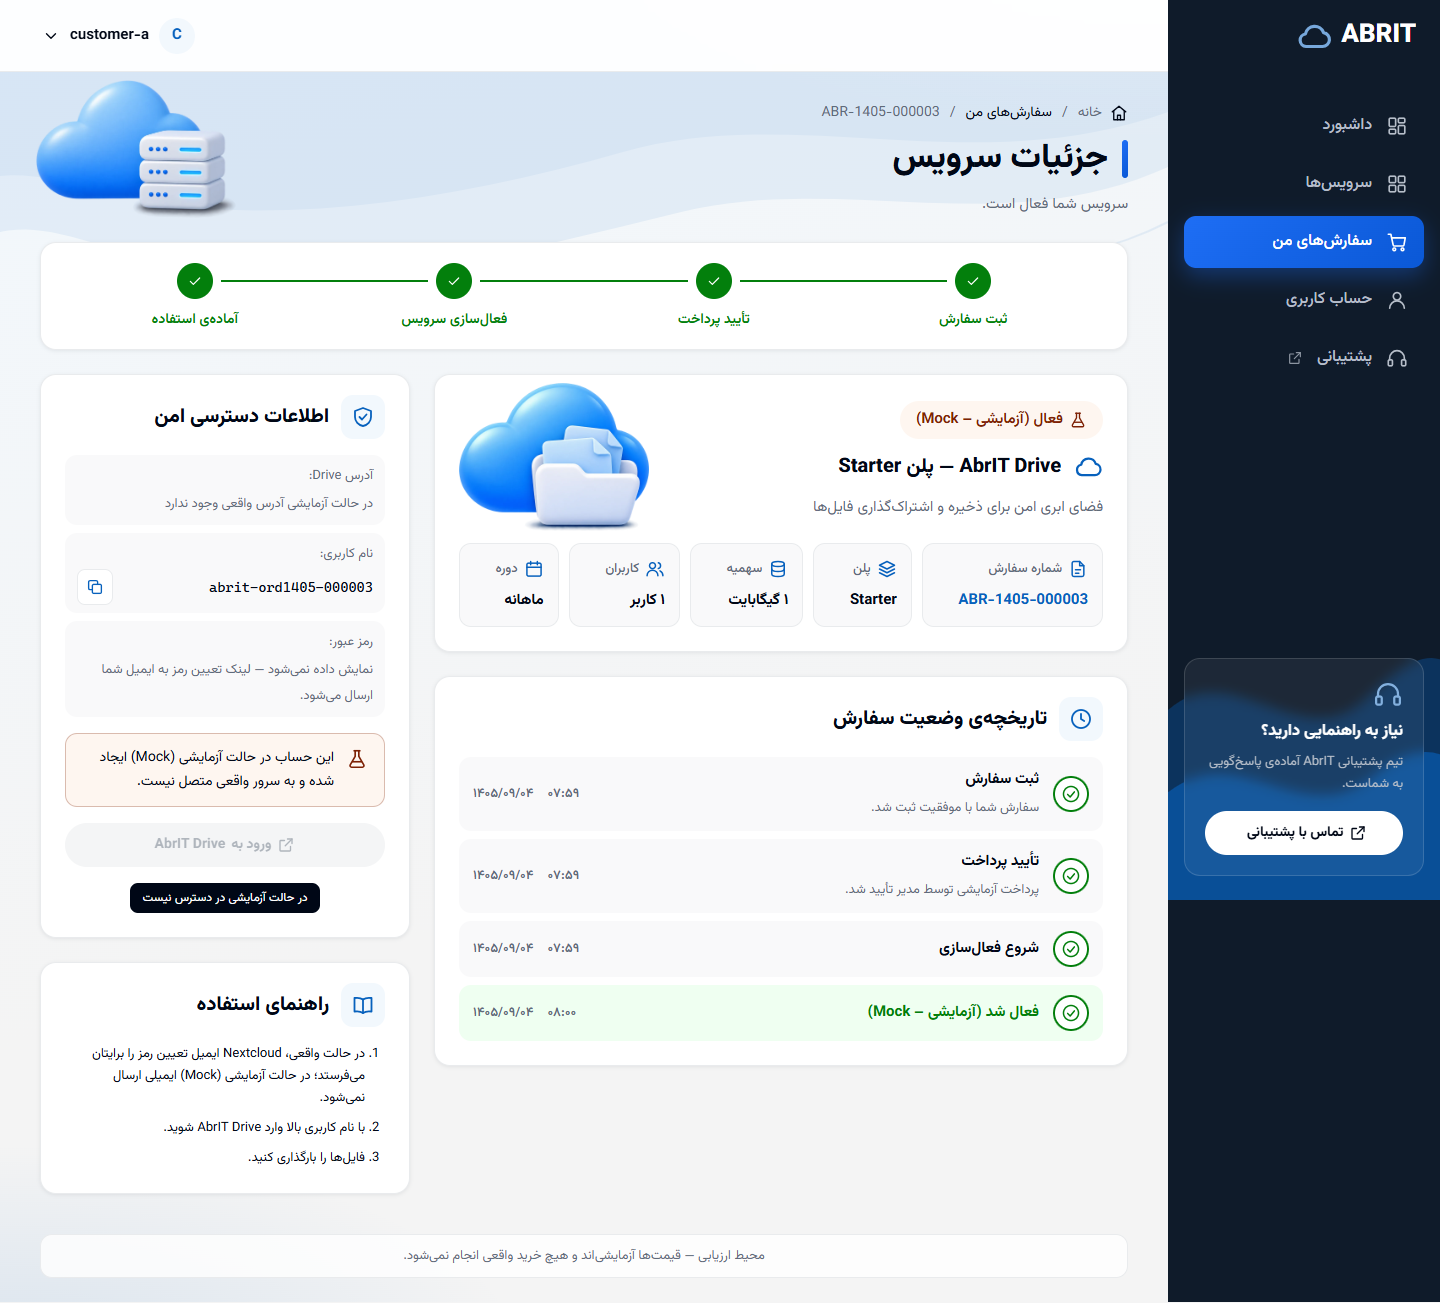 ABRIT
داشبورد
سرویس‌ها
سفارش‌های من
حساب کاربری
پشتیبانی
نیاز به راهنمایی دارید؟
تیم پشتیبانی AbrIT آماده‌ی پاسخ‌گویی
به شماست.
تماس با پشتیبانی
C customer-a
خانه / سفارش‌های من / ABR-1405-000003
جزئیات سرویس
سرویس شما فعال است.
ثبت سفارش
تأیید پرداخت
فعال‌سازی سرویس
آماده‌ی استفاده
فعال (آزمایشی – Mock)
AbrIT Drive — پلن Starter
فضای ابری امن برای ذخیره و اشتراک‌گذاری فایل‌ها
شماره سفارش
ABR-1405-000003
پلن
Starter
سهمیه
۱ گیگابایت
کاربران
۱ کاربر
دوره
ماهانه
تاریخچه‌ی وضعیت سفارش
ثبت سفارش
سفارش شما با موفقیت ثبت شد.
۰۷:۵۹ ۱۴۰۵/۰۹/۰۴
تأیید پرداخت
پرداخت آزمایشی توسط مدیر تأیید شد.
۰۷:۵۹ ۱۴۰۵/۰۹/۰۴
شروع فعال‌سازی
۰۷:۵۹ ۱۴۰۵/۰۹/۰۴
فعال شد (آزمایشی – Mock)
۰۸:۰۰ ۱۴۰۵/۰۹/۰۴
اطلاعات دسترسی امن
آدرس Drive:
در حالت آزمایشی آدرس واقعی وجود ندارد
نام کاربری:
abrit-ord1405-000003
رمز عبور:
نمایش داده نمی‌شود — لینک تعیین رمز به ایمیل شما
ارسال می‌شود.
این حساب در حالت آزمایشی (Mock) ایجاد
شده و به سرور واقعی متصل نیست.
ورود به AbrIT Drive
در حالت آزمایشی در دسترس نیست
راهنمای استفاده
1. در حالت واقعی، Nextcloud ایمیل تعیین رمز را برایتان
می‌فرستد؛ در حالت آزمایشی (Mock) ایمیلی ارسال
نمی‌شود.
2. با نام کاربری بالا وارد AbrIT Drive شوید.
3. فایل‌ها را بارگذاری کنید.
محیط ارزیابی — قیمت‌ها آزمایشی‌اند و هیچ خرید واقعی انجام نمی‌شود.